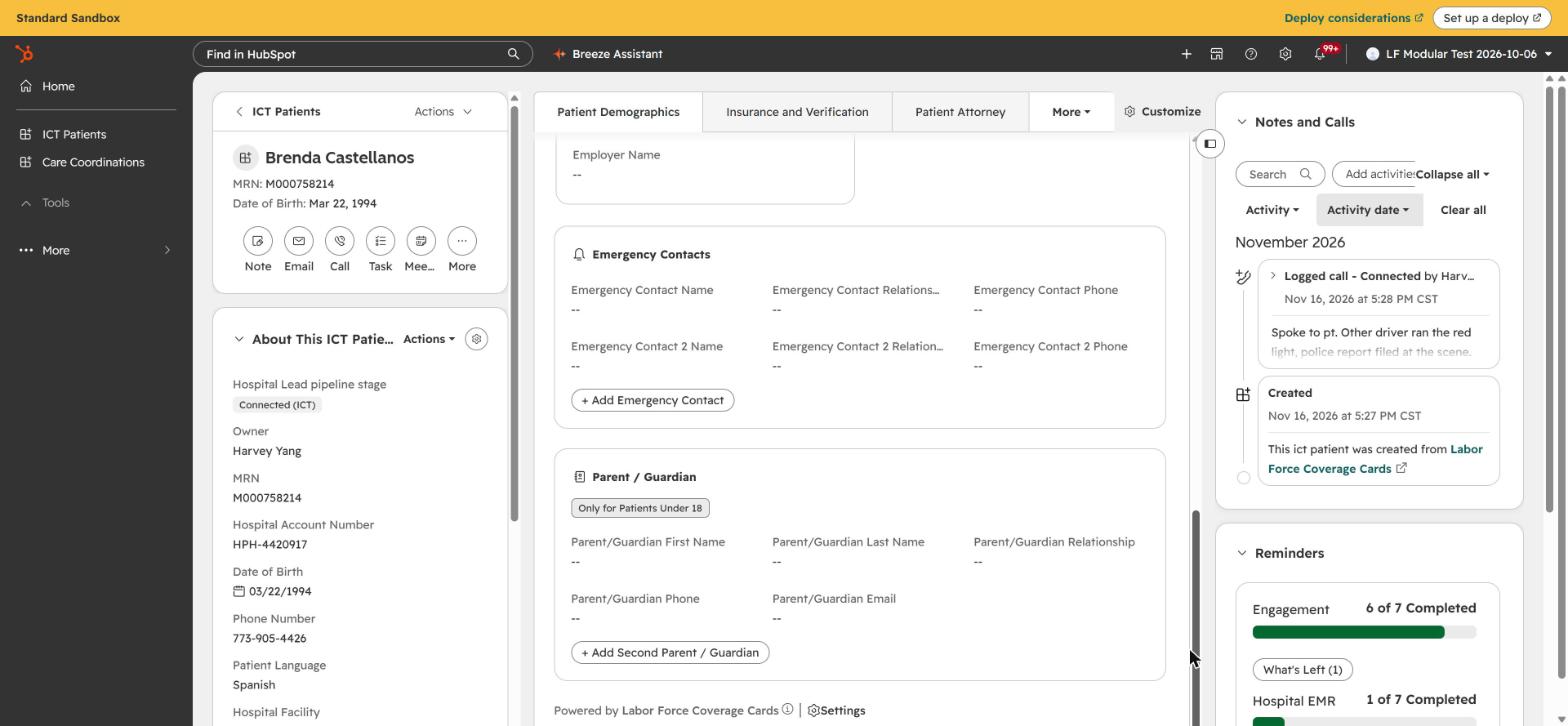 Standard Sandbox
Deploy considerations
Set up a deploy
Find in HubSpot
Breeze Assistant
99+
LF Modular Test 2026-10-06
Home
ICT Patients
Care Coordinations
Tools
More
ICT Patients
Actions
Brenda Castellanos
MRN: M000758214
Date of Birth: Mar 22, 1994
Note Email Call Task Mee... More
About This ICT Patie... Actions
Hospital Lead pipeline stage
Connected (ICT)
Owner
Harvey Yang
MRN
M000758214
Hospital Account Number
HPH-4420917
Date of Birth
03/22/1994
Phone Number
773-905-4426
Patient Language
Spanish
Hospital Facility
Patient Demographics Insurance and Verification Patient Attorney More Customize
Employer Name
--
Emergency Contacts
Emergency Contact Name Emergency Contact Relations... Emergency Contact Phone
-- -- --
Emergency Contact 2 Name Emergency Contact 2 Relation... Emergency Contact 2 Phone
-- -- --
+ Add Emergency Contact
Parent / Guardian
Only for Patients Under 18
Parent/Guardian First Name Parent/Guardian Last Name Parent/Guardian Relationship
-- -- --
Parent/Guardian Phone Parent/Guardian Email
-- --
+ Add Second Parent / Guardian
Powered by Labor Force Coverage Cards | Settings
Notes and Calls
Search Add activities Collapse all
Activity Activity date Clear all
November 2026
Logged call - Connected by Harv...
Nov 16, 2026 at 5:28 PM CST
Spoke to pt. Other driver ran the red
light, police report filed at the scene.
Created
Nov 16, 2026 at 5:27 PM CST
This ict patient was created from Labor
Force Coverage Cards
Reminders
Engagement 6 of 7 Completed
What's Left (1)
Hospital EMR 1 of 7 Completed